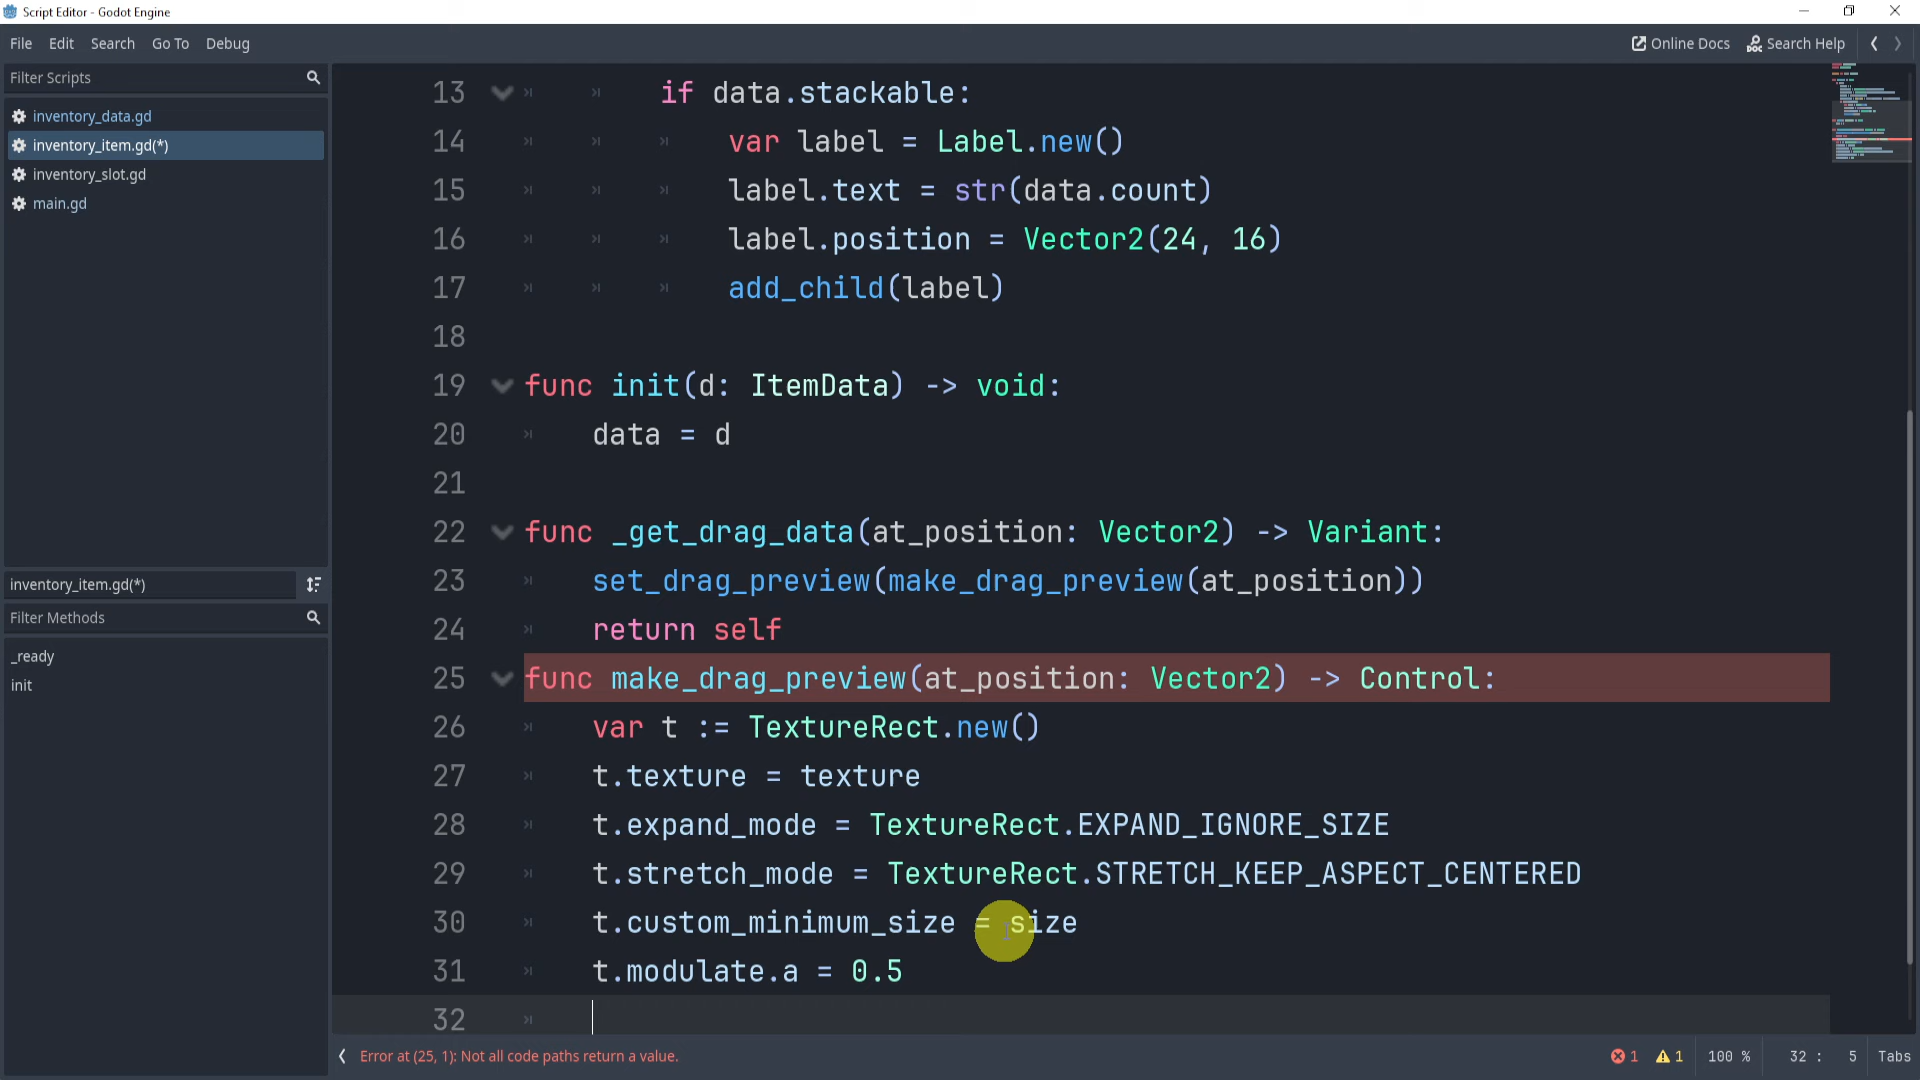 Script Editor - Godot Engine
File Edit Search Go To Debug Online Docs Search Help
Filter Scripts
inventory_data.gd
inventory_item.gd(*)
inventory_slot.gd
main.gd
inventory_item.gd(*)
Filter Methods
_ready
init
13 if data.stackable:
14 var label = Label.new()
15 label.text = str(data.count)
16 label.position = Vector2(24, 16)
17 add_child(label)
18
19 func init(d: ItemData) -> void:
20 data = d
21
22 func _get_drag_data(at_position: Vector2) -> Variant:
23 set_drag_preview(make_drag_preview(at_position))
24 return self
25 func make_drag_preview(at_position: Vector2) -> Control:
26 var t := TextureRect.new()
27 t.texture = texture
28 t.expand_mode = TextureRect.EXPAND_IGNORE_SIZE
29 t.stretch_mode = TextureRect.STRETCH_KEEP_ASPECT_CENTERED
30 t.custom_minimum_size = size
31 t.modulate.a = 0.5
32
Error at (25, 1): Not all code paths return a value. 1 1 100 % 32 : 5 Tabs